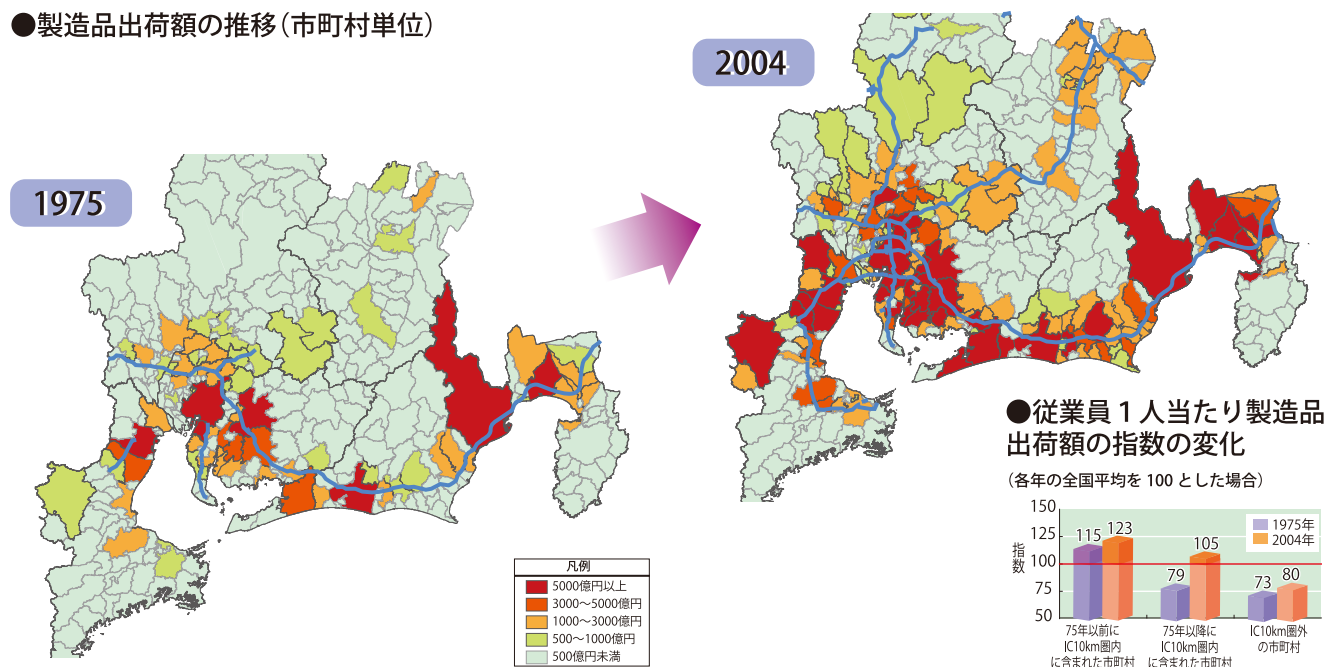 ●製造品出荷額の推移（市町村単位）
1975
2004
凡例
5000億円以上
3000〜5000億円
1000〜3000億円
500〜1000億円
500億円未満
●従業員1人当たり製造品
出荷額の指数の変化
（各年の全国平均を100とした場合）
150
125
100
75
50
指数
1975年
2004年
115
123
79
105
73
80
75年以前に
IC10km圏内
に含まれた市町村
75年以降に
IC10km圏内
に含まれた市町村
IC10km圏外
の市町村